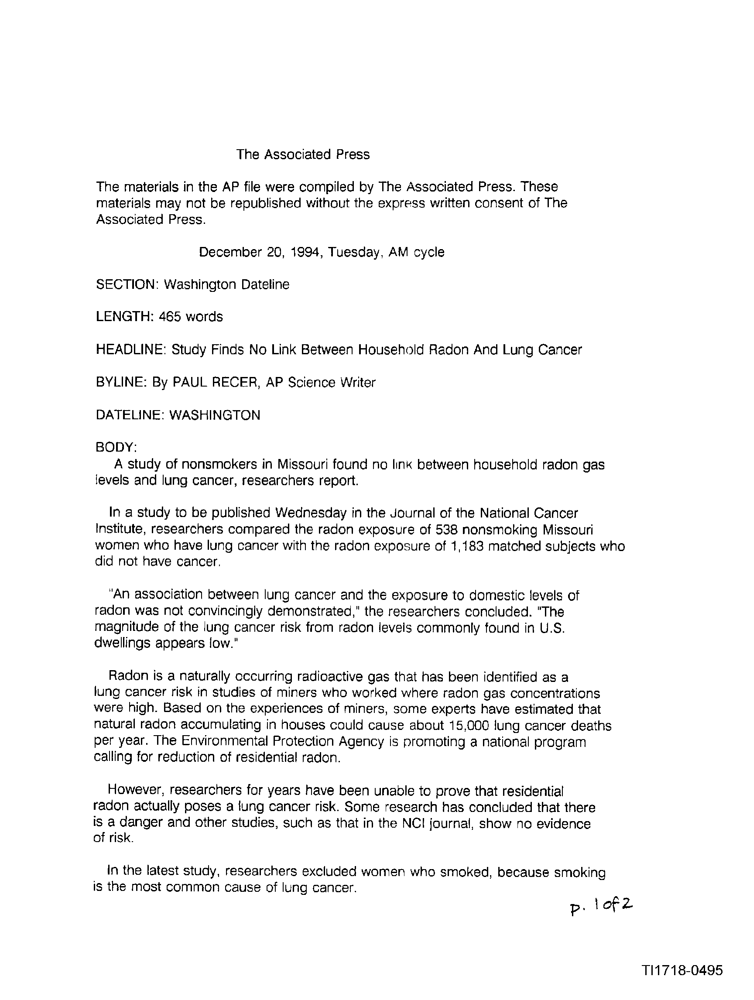 The Associated Press
The materials in the AP file were compiled by The Associated Press. These
materials may not be republished without the express written consent of The
Associated Press.
December 20, 1994, Tuesday, AM cycle
SECTION: Washington Dateline
LENGTH: 465 words
HEADLINE: Study Finds No Link Between Household Radon And Lung Cancer
BYLINE: By PAUL RECER, AP Science Writer
DATELINE: WASHINGTON
BODY:
A study of nonsmokers in Missouri found no link between household radon gas
levels and lung cancer, researchers report.
In a study to be published Wednesday in the Journal of the National Cancer
Institute, researchers compared the radon exposure of 538 nonsmoking Missouri
women who have lung cancer with the radon exposure of 1,183 matched subjects who
did not have cancer.
"An association between lung cancer and the exposure to domestic levels of
radon was not convincingly demonstrated," the researchers concluded. "The
magnitude of the lung cancer risk from radon levels commonly found in U.S.
dwellings appears low."
Radon is a naturally occurring radioactive gas that has been identified as a
lung cancer risk in studies of miners who worked where radon gas concentrations
were high. Based on the experiences of miners, some experts have estimated that
natural radon accumulating in houses could cause about 15,000 lung cancer deaths
per year. The Environmental Protection Agency is promoting a national program
calling for reduction of residential radon.
However, researchers for years have been unable to prove that residential
radon actually poses a lung cancer risk. Some research has concluded that there
is a danger and other studies, such as that in the NCI journal, show no evidence
of risk.
In the latest study, researchers excluded women who smoked, because smoking
is the most common cause of lung cancer.
p. 1 of 2
TI1718-0495